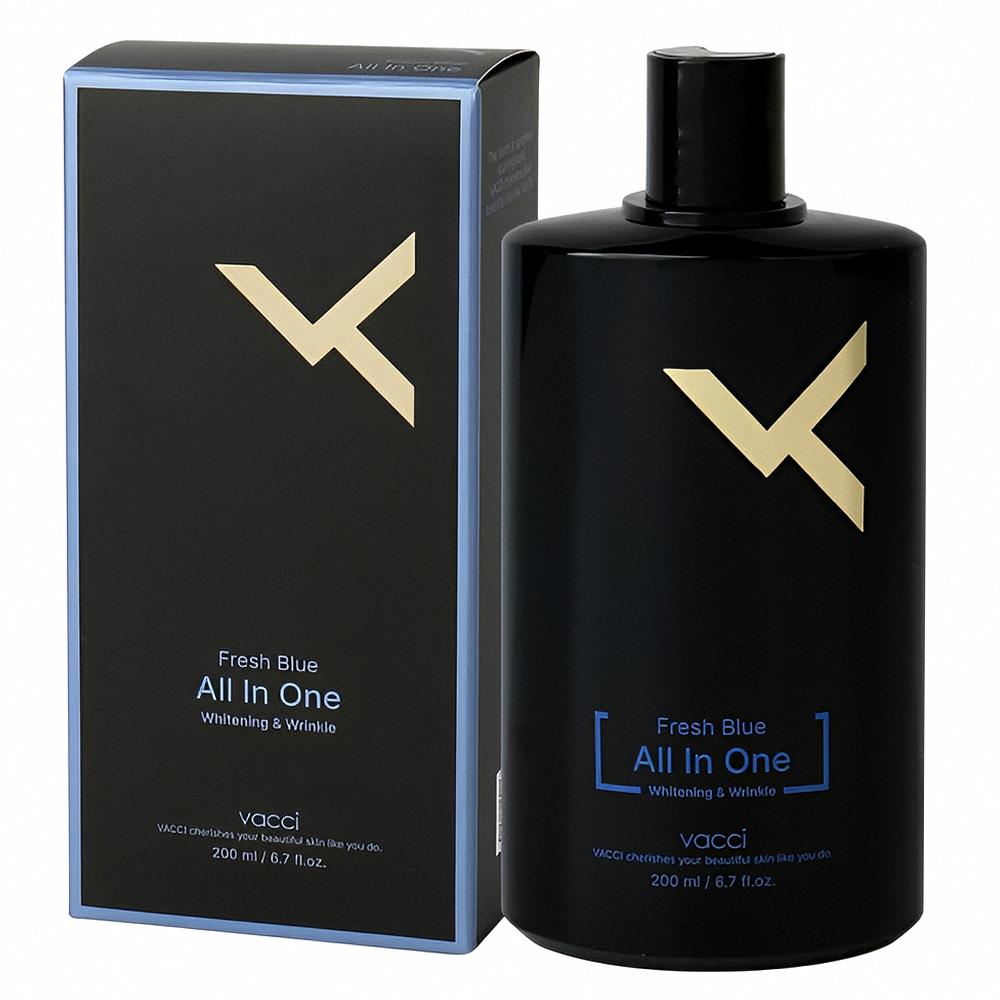 All In One
Fresh Blue
All In One
Whitening & Wrinkle
vacci
VACCI cherishes your beautiful skin like you do.
200 ml / 6.7 fl.oz.
Fresh Blue
All In One
Whitening & Wrinkle
vacci
VACCI cherishes your beautiful skin like you do.
200 ml / 6.7 fl.oz.